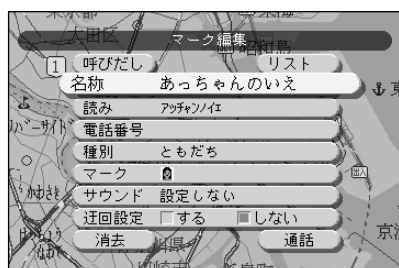 大田区
マーク編集
昭和島
1 呼びだし リスト
名称 あっちゃんのいえ
読み アッチャンノイエ
電話番号
種別 ともだち
マーク
サウンド 設定しない
迂回設定 する しない
消去 通話